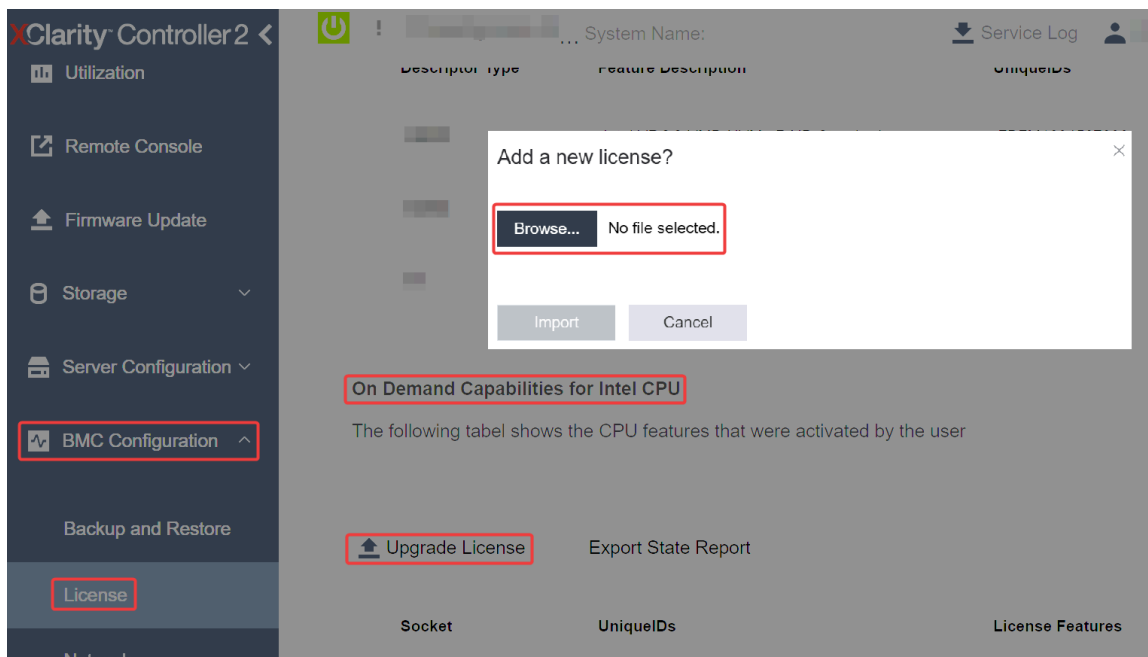 XClarity Controller 2
... System Name:
Service Log
Utilization
Descriptor Type
Feature Description
UniqueIDs
Remote Console
Add a new license?
Firmware Update
Browse...
No file selected.
Storage
Import
Cancel
Server Configuration
On Demand Capabilities for Intel CPU
BMC Configuration
The following tabel shows the CPU features that were activated by the user
Backup and Restore
Upgrade License
Export State Report
License
Socket
UniqueIDs
License Features